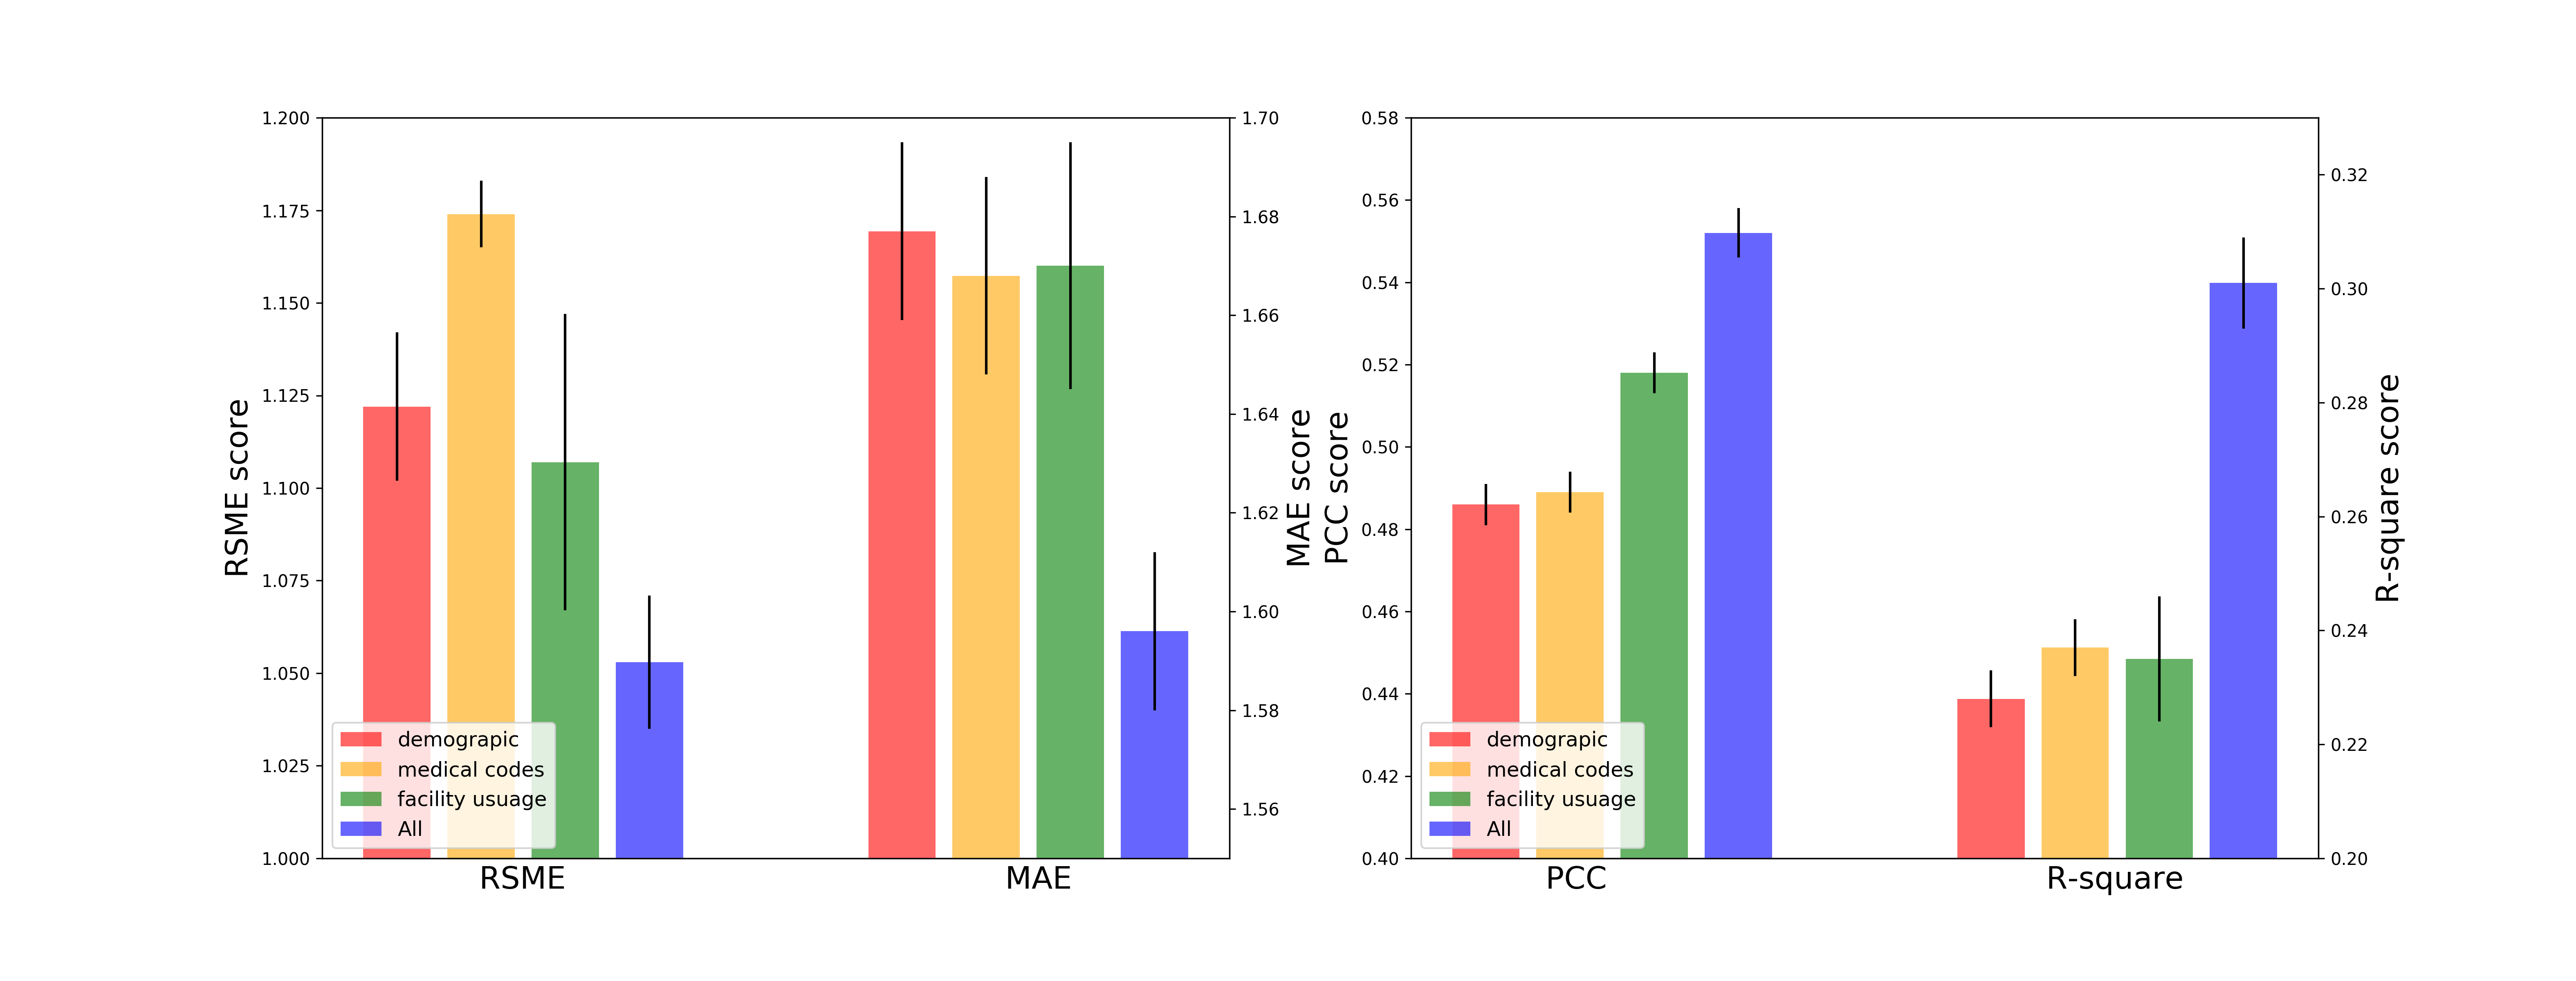 RSME score
1.200
1.175
1.150
1.125
1.100
1.075
1.050
1.025
1.000
demograpic
medical codes
facility usuage
All
RSME
MAE
1.70
1.68
1.66
1.64
1.62
1.60
1.58
1.56
MAE score
PCC score
0.58
0.56
0.54
0.52
0.50
0.48
0.46
0.44
0.42
0.40
demograpic
medical codes
facility usuage
All
PCC
R-square
0.32
0.30
0.28
0.26
0.24
0.22
0.20
R-square score